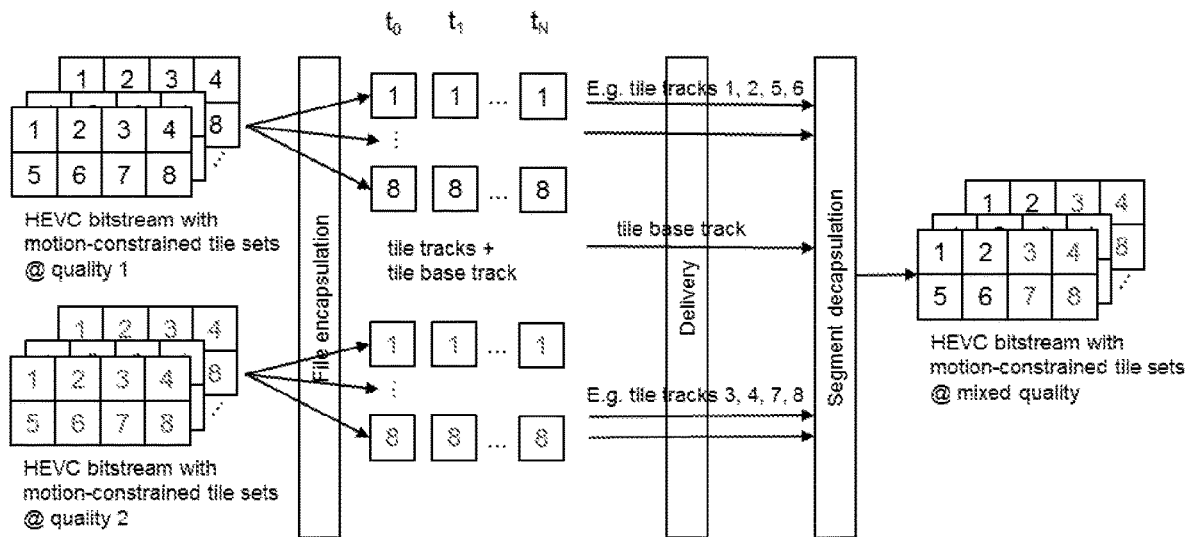 t0 t1 tN
1 2 3 4
8
1 2 3 4
5 6 7 8
HEVC bitstream with
motion-constrained tile sets
@ quality 1
1 2 3 4
8
1 2 3 4
5 6 7 8
HEVC bitstream with
motion-constrained tile sets
@ quality 2
File encapsulation
1 1 ... 1
⋮
8 8 ... 8
tile tracks +
tile base track
1 1 ... 1
⋮
8 8 ... 8
E.g. tile tracks 1, 2, 5, 6
tile base track
E.g. tile tracks 3, 4, 7, 8
Delivery
Segment decapsulation
1 2 3 4
8
1 2 3 4
5 6 7 8
HEVC bitstream with
motion-constrained tile sets
@ mixed quality